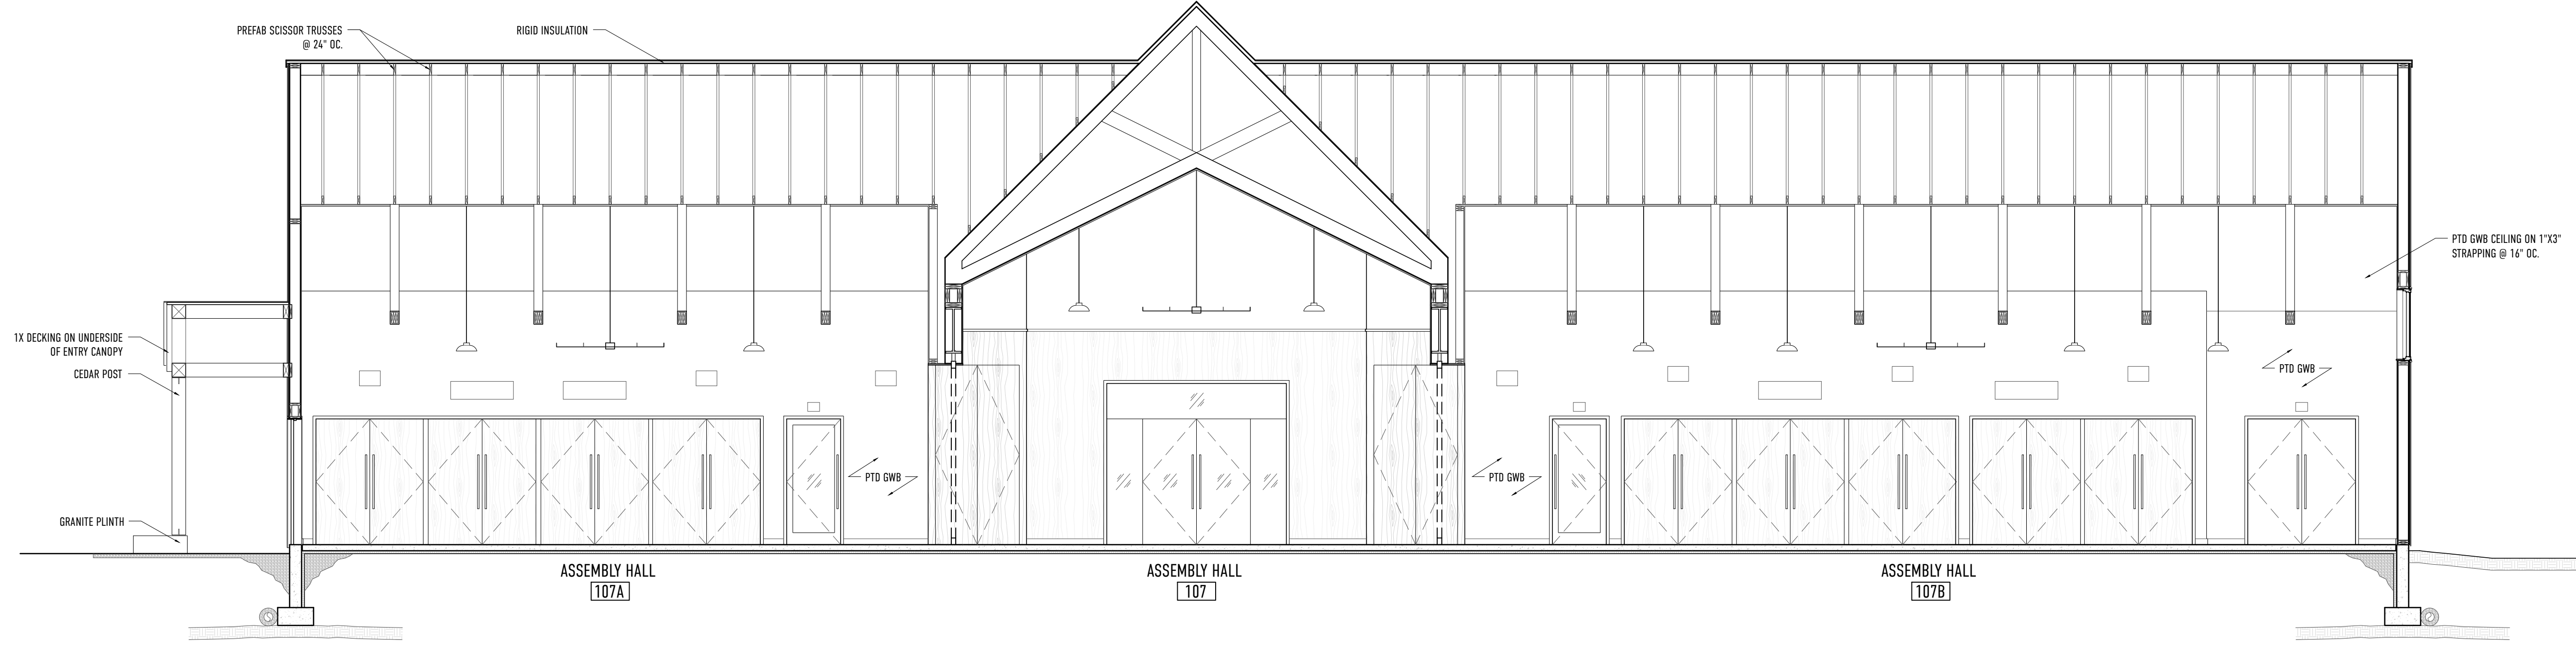 PREFAB SCISSOR TRUSSES
@ 24" OC.
RIGID INSULATION
PTD GWB CEILING ON 1"X3"
STRAPPING @ 16" OC.
1X DECKING ON UNDERSIDE
OF ENTRY CANOPY
CEDAR POST
PTD GWB
PTD GWB
PTD GWB
GRANITE PLINTH
ASSEMBLY HALL
107A
ASSEMBLY HALL
107
ASSEMBLY HALL
107B